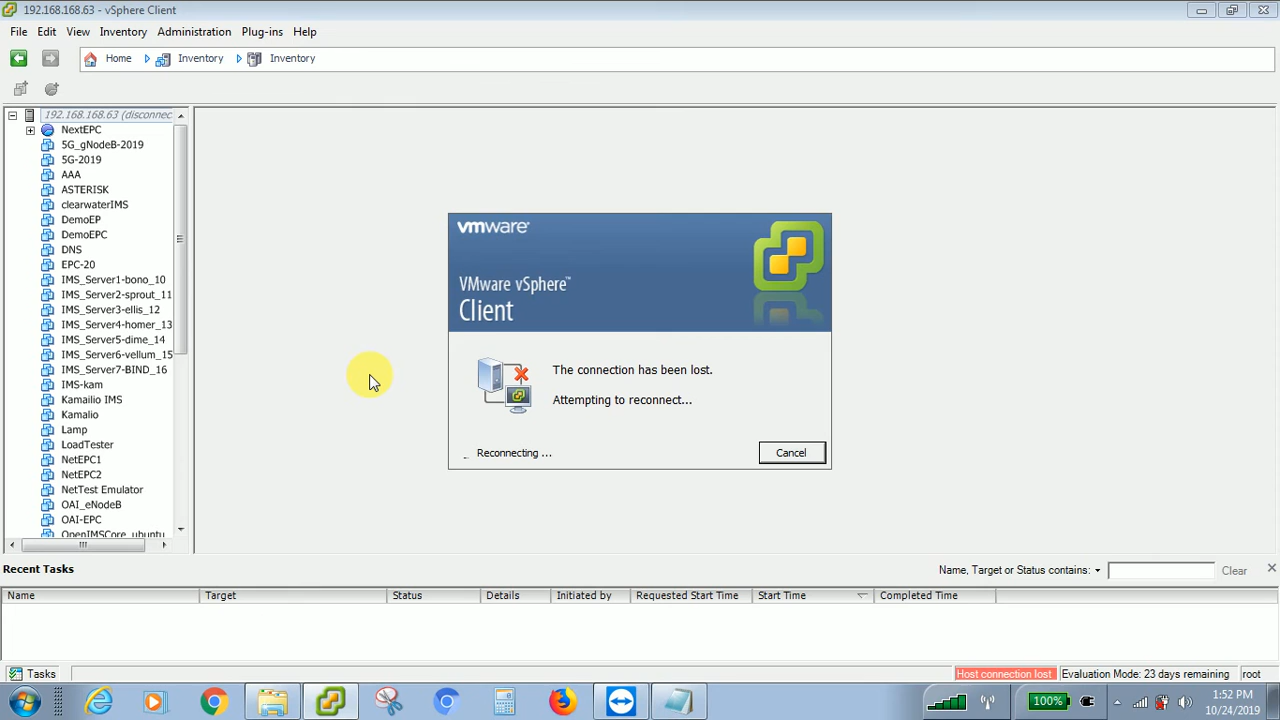 192.168.168.63 - vSphere Client
File Edit View Inventory Administration Plug-ins Help
Home Inventory Inventory
192.168.168.63 (disconnec
NextEPC
5G_gNodeB-2019
5G-2019
AAA
ASTERISK
clearwaterIMS
DemoEP
DemoEPC
DNS
EPC-20
IMS_Server1-bono_10
IMS_Server2-sprout_11
IMS_Server3-ellis_12
IMS_Server4-homer_13
IMS_Server5-dime_14
IMS_Server6-vellum_15
IMS_Server7-BIND_16
IMS-kam
Kamailio IMS
Kamalio
Lamp
LoadTester
NetEPC1
NetEPC2
NetTest Emulator
OAI_eNodeB
OAI-EPC
OpenIMSCore_ubuntu
vmware
VMware vSphere™
Client
The connection has been lost.
Attempting to reconnect...
Reconnecting ...
Cancel
Recent Tasks
Name, Target or Status contains:
Clear
Name Target Status Details Initiated by Requested Start Time Start Time Completed Time
Tasks
Host connection lost
Evaluation Mode: 23 days remaining
root
100%
1:52 PM
10/24/2019